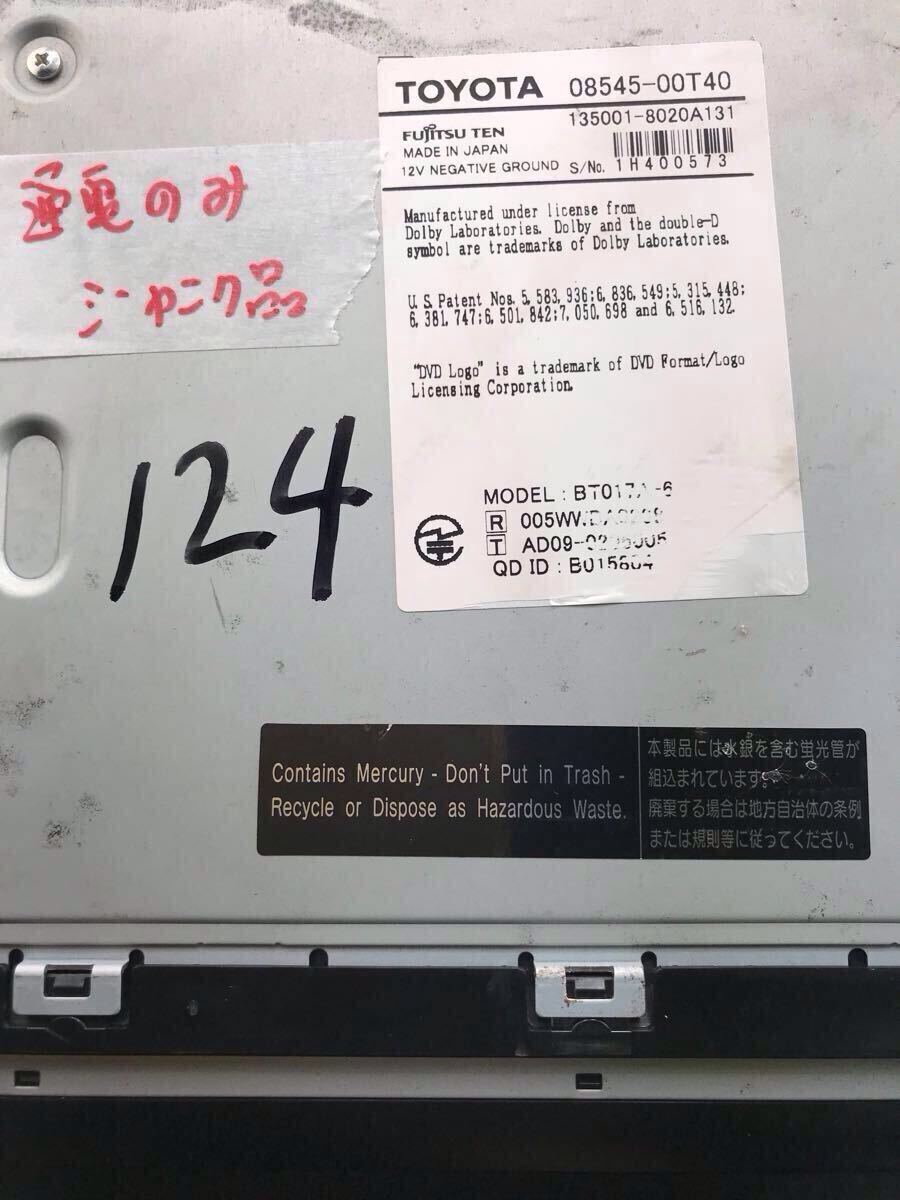 TOYOTA 08545-00T40
135001-8020A131
FUJITSU TEN
MADE IN JAPAN
12V NEGATIVE GROUND S/No. 1H400573
通電のみ
ジャンク品
Manufactured under license from
Dolby Laboratories. Dolby and the double-D
symbol are trademarks of Dolby Laboratories.
U.S. Patent Nos. 5,583,936;6,836,549;5,315,448;
6,381,747;6,501,842;7,050,698 and 6,516,132.
"DVD Logo" is a trademark of DVD Format/Logo
Licensing Corporation.
124
MODEL :
R
T
QD ID :
Contains Mercury - Don't Put in Trash -
Recycle or Dispose as Hazardous Waste.
本製品には水銀を含む蛍光管が
組込まれています。
廃棄する場合は地方自治体の条例
または規則等に従ってください。